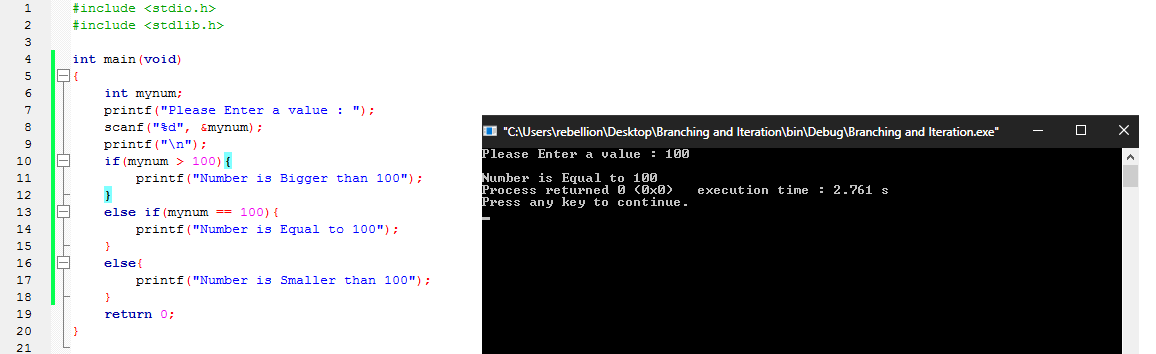 1 #include <stdio.h>
2 #include <stdlib.h>
3
4 int main(void)
5 {
6 int mynum;
7 printf("Please Enter a value : ");
8 scanf("%d", &mynum);
9 printf("\n");
10 if(mynum > 100){
11 printf("Number is Bigger than 100");
12 }
13 else if(mynum == 100){
14 printf("Number is Equal to 100");
15 }
16 else{
17 printf("Number is Smaller than 100");
18 }
19 return 0;
20 }
21
"C:\Users\rebellion\Desktop\Branching and Iteration\bin\Debug\Branching and Iteration.exe"
Please Enter a value : 100
Number is Equal to 100
Process returned 0 (0x0) execution time : 2.761 s
Press any key to continue.